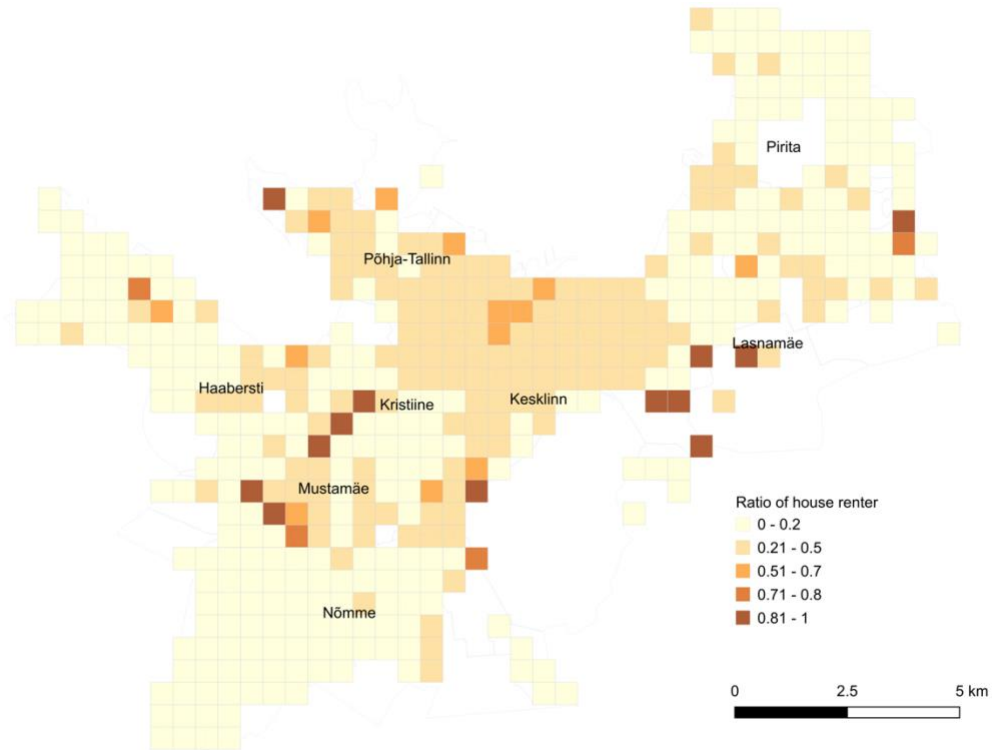 Pirita
Põhja-Tallinn
Lasnamäe
Haabersti
Kristiine
Kesklinn
Mustamäe
Nõmme
Ratio of house renter
0 - 0.2
0.21 - 0.5
0.51 - 0.7
0.71 - 0.8
0.81 - 1
0 2.5 5 km